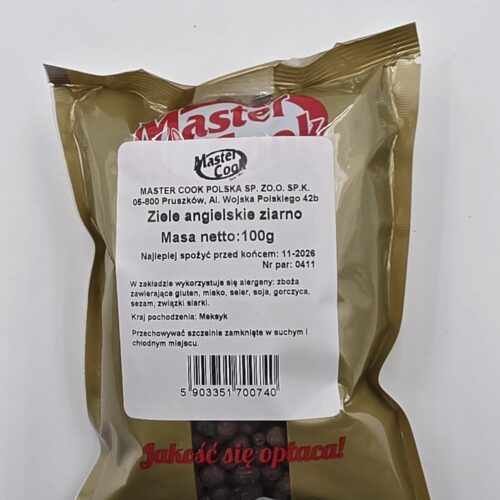 Master
Cook
Master
Cook
MASTER COOK POLSKA SP. ZO.O. SP.K.
05-800 Pruszków, Al. Wojska Polskiego 42b
Ziele angielskie ziarno
Masa netto:100g
Najlepiej spożyć przed końcem: 11-2026
Nr par: 0411
W zakładzie wykorzystuje się alergeny: zboża
zawierające gluten, mleko, seler, soja, gorczyca,
sezam, związki siarki.
Kraj pochodzenia: Meksyk
Przechowywać szczelnie zamknięte w suchym i
chłodnym miejscu.
5 903351 700740
Jakość się opłaca!